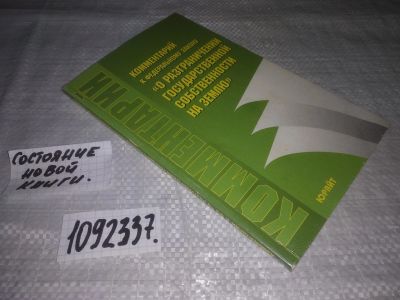 КОММЕНТАРИЙ
КОММЕНТАРИЙ
К ФЕДЕРАЛЬНОМУ ЗАКОНУ
«О РАЗГРАНИЧЕНИИ
ГОСУДАРСТВЕННОЙ
СОБСТВЕННОСТИ
НА ЗЕМЛЮ»
ЮРАЙТ
СОСТОЯНИЕ
НОВОЙ
КНИГИ.
1092337.